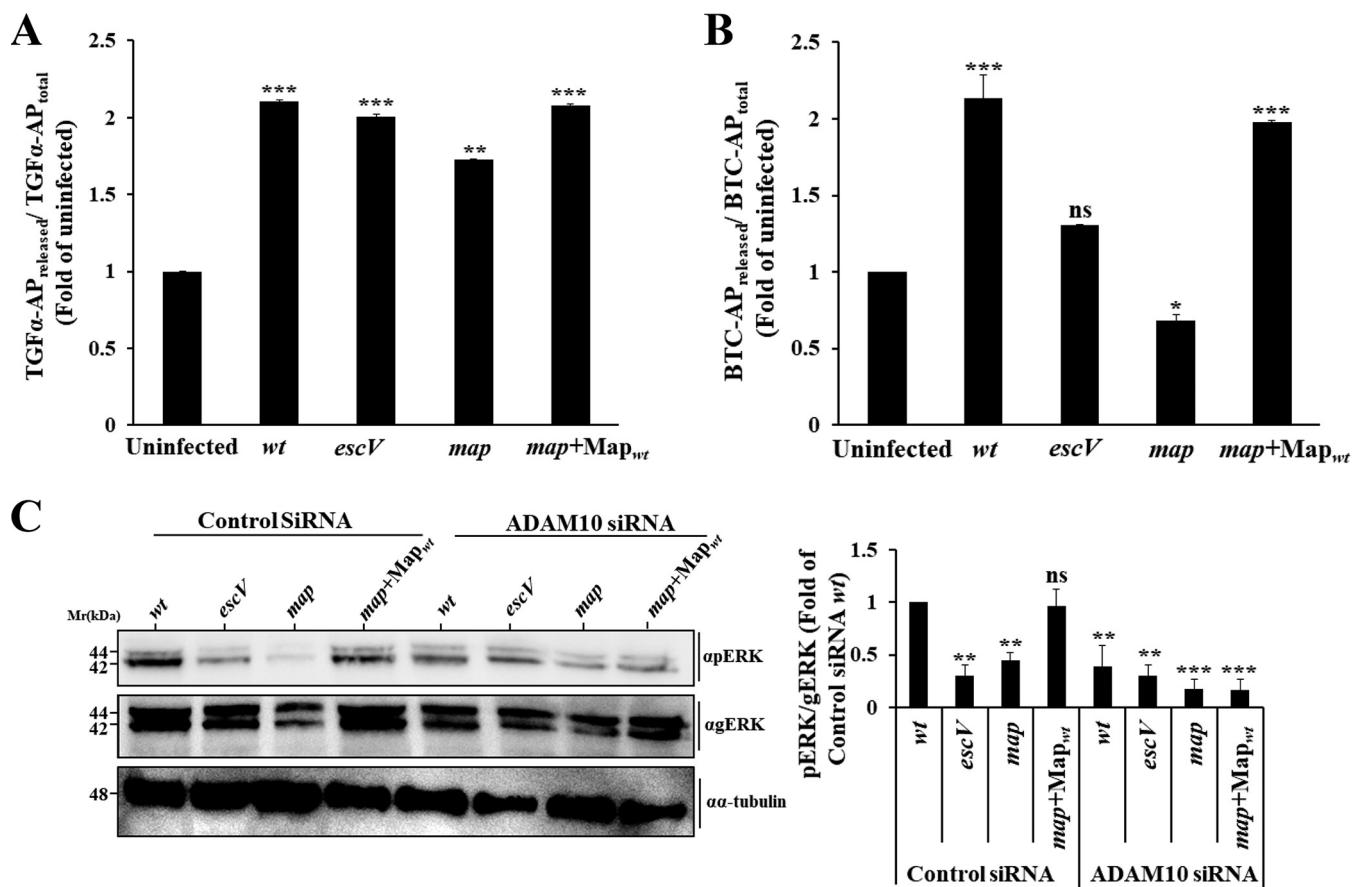 A
TGFα-APreleased/ TGFα-APtotal
(Fold of uninfected)
2.5
2
1.5
1
0.5
0
***
***
**
***
Uninfected wt escV map map+Mapwt
B
BTC-APreleased/ BTC-APtotal
(Fold of uninfected)
2.5
2
1.5
1
0.5
0
***
ns
*
***
Uninfected wt escV map map+Mapwt
C
Control SiRNA ADAM10 siRNA
wt escV map map+Mapwt wt escV map map+Mapwt
Mr(kDa)
44
42
αpERK
44
42
αgERK
48
αα-tubulin
pERK/gERK (Fold of
Control siRNA wt)
1.5
1
0.5
0
** ** ns ** ** *** ***
wt escV map map+Mapwt wt escV map map+Mapwt
Control siRNA ADAM10 siRNA